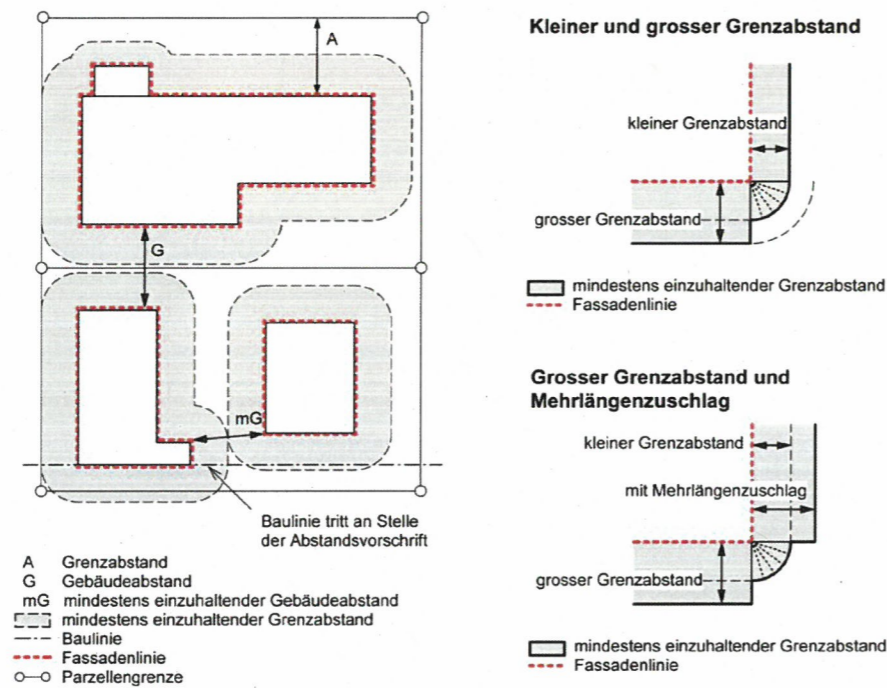 A
G
mG
Baulinie tritt an Stelle
der Abstandsvorschrift
A Grenzabstand
G Gebäudeabstand
mG mindestens einzuhaltender Gebäudeabstand
mindestens einzuhaltender Grenzabstand
Baulinie
Fassadenlinie
Parzellengrenze
Kleiner und grosser Grenzabstand
kleiner Grenzabstand
grosser Grenzabstand
mindestens einzuhaltender Grenzabstand
Fassadenlinie
Grosser Grenzabstand und
Mehrlängenzuschlag
kleiner Grenzabstand
mit Mehrlängenzuschlag
grosser Grenzabstand
mindestens einzuhaltender Grenzabstand
Fassadenlinie